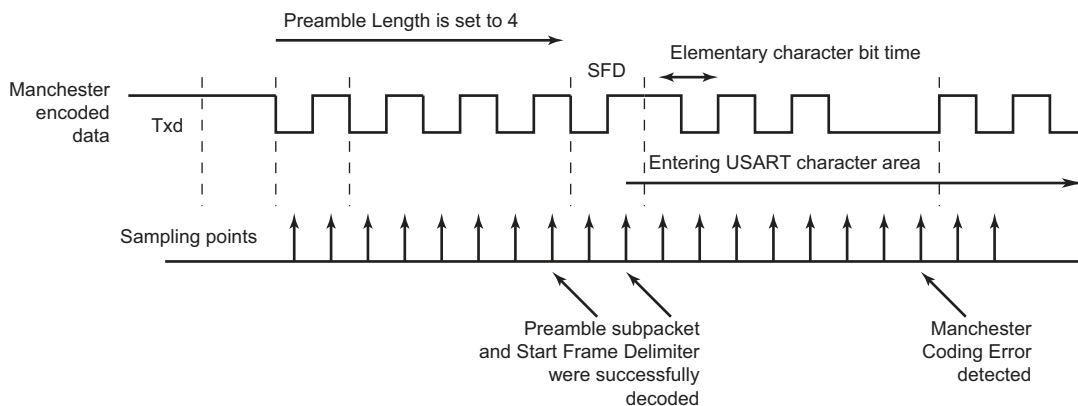 Preamble Length is set to 4
Elementary character bit time
SFD
Manchester
encoded
data
Txd
Entering USART character area
Sampling points
Preamble subpacket
and Start Frame Delimiter
were successfully
decoded
Manchester
Coding Error
detected